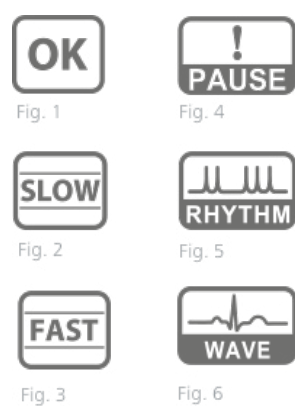 OK
Fig. 1
SLOW
Fig. 2
FAST
Fig. 3
!
PAUSE
Fig. 4
RHYTHM
Fig. 5
WAVE
Fig. 6